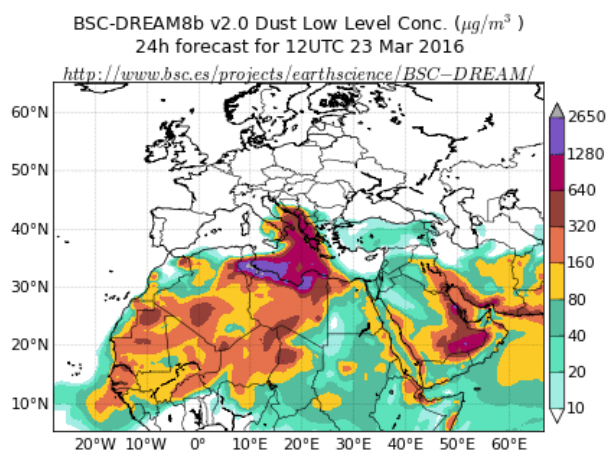 BSC-DREAM8b v2.0 Dust Low Level Conc. (μg/m³ )
24h forecast for 12UTC 23 Mar 2016
http://www.bsc.es/projects/earthscience/BSC−DREAM/
60°N
50°N
40°N
30°N
20°N
10°N
20°W 10°W 0° 10°E 20°E 30°E 40°E 50°E 60°E
2650
1280
640
320
160
80
40
20
10